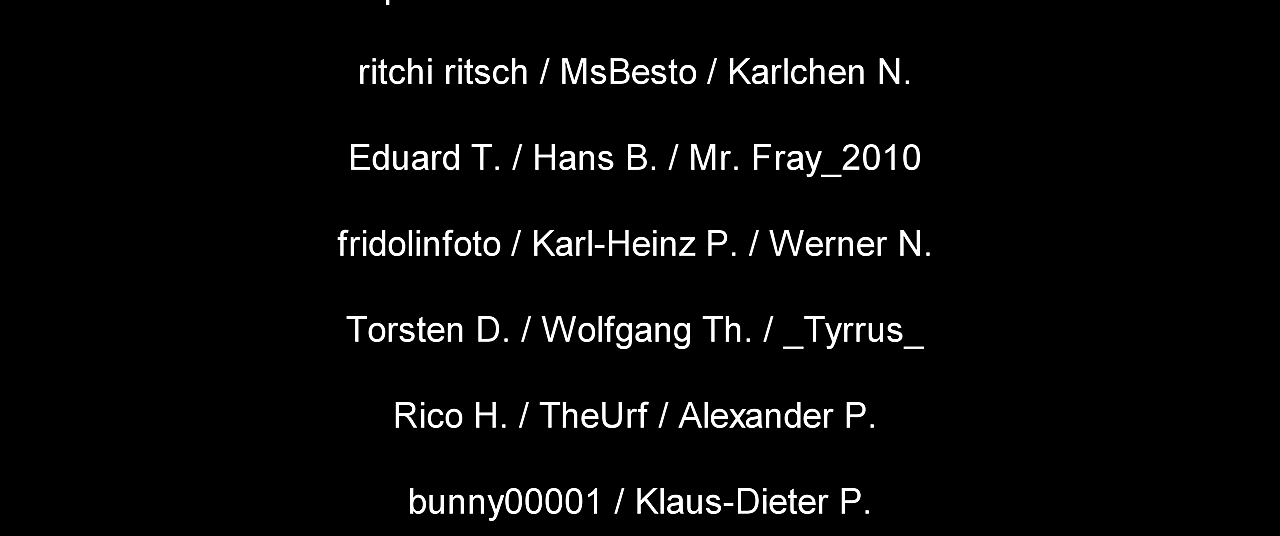 ritchi ritsch / MsBesto / Karlchen N.
Eduard T. / Hans B. / Mr. Fray_2010
fridolinfoto / Karl-Heinz P. / Werner N.
Torsten D. / Wolfgang Th. / _Tyrrus_
Rico H. / TheUrf / Alexander P.
bunny00001 / Klaus-Dieter P.